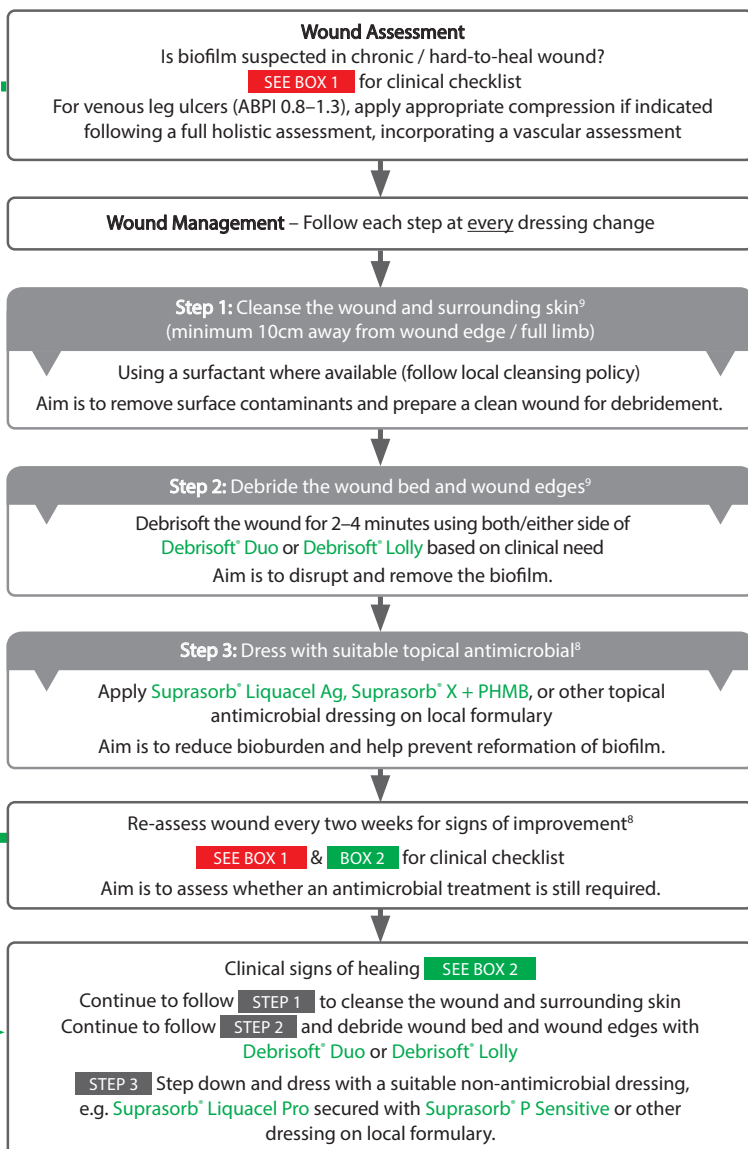 Wound Assessment
Is biofilm suspected in chronic / hard-to-heal wound?
SEE BOX 1 for clinical checklist
For venous leg ulcers (ABPI 0.8–1.3), apply appropriate compression if indicated
following a full holistic assessment, incorporating a vascular assessment
Wound Management – Follow each step at every dressing change
Step 1: Cleanse the wound and surrounding skin⁹
(minimum 10cm away from wound edge / full limb)
Using a surfactant where available (follow local cleansing policy)
Aim is to remove surface contaminants and prepare a clean wound for debridement.
Step 2: Debride the wound bed and wound edges⁹
Debrisoft the wound for 2–4 minutes using both/either side of
Debrisoft® Duo or Debrisoft® Lolly based on clinical need
Aim is to disrupt and remove the biofilm.
Step 3: Dress with suitable topical antimicrobial⁸
Apply Suprasorb® Liquacel Ag, Suprasorb® X + PHMB, or other topical
antimicrobial dressing on local formulary
Aim is to reduce bioburden and help prevent reformation of biofilm.
Re-assess wound every two weeks for signs of improvement⁸
SEE BOX 1 & BOX 2 for clinical checklist
Aim is to assess whether an antimicrobial treatment is still required.
Clinical signs of healing SEE BOX 2
Continue to follow STEP 1 to cleanse the wound and surrounding skin
Continue to follow STEP 2 and debride wound bed and wound edges with
Debrisoft® Duo or Debrisoft® Lolly
STEP 3 Step down and dress with a suitable non-antimicrobial dressing,
e.g. Suprasorb® Liquacel Pro secured with Suprasorb® P Sensitive or other
dressing on local formulary.